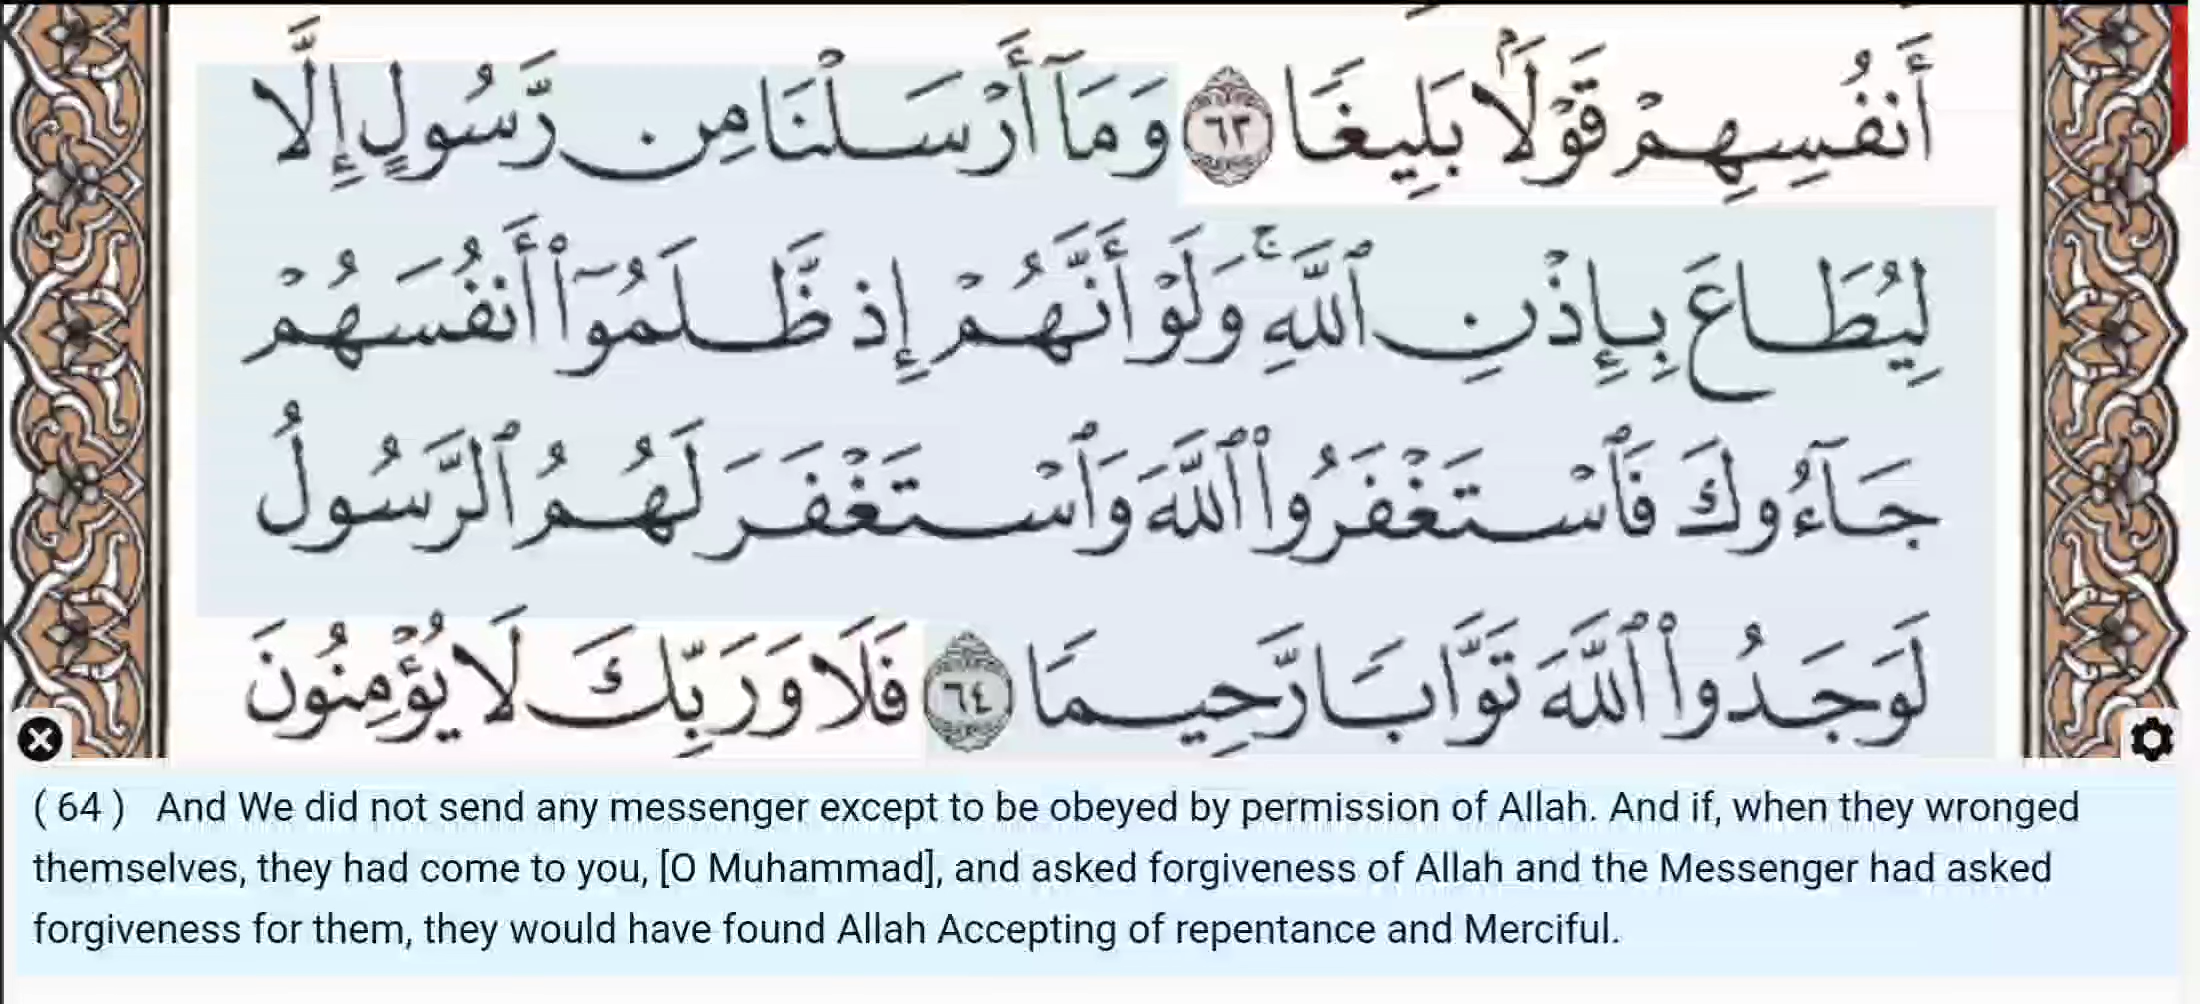 أَنفُسِهِمْ قَوْلًۢا بَلِيغًا ٦٣ وَمَآ أَرْسَلْنَا مِن رَّسُولٍ إِلَّا
لِيُطَاعَ بِإِذْنِ ٱللَّهِ ۚ وَلَوْ أَنَّهُمْ إِذ ظَّلَمُوٓا۟ أَنفُسَهُمْ
جَآءُوكَ فَٱسْتَغْفَرُوا۟ ٱللَّهَ وَٱسْتَغْفَرَ لَهُمُ ٱلرَّسُولُ
لَوَجَدُوا۟ ٱللَّهَ تَوَّابًا رَّحِيمًا ٦٤ فَلَا وَرَبِّكَ لَا يُؤْمِنُونَ
( 64 ) And We did not send any messenger except to be obeyed by permission of Allah. And if, when they wronged
themselves, they had come to you, [O Muhammad], and asked forgiveness of Allah and the Messenger had asked
forgiveness for them, they would have found Allah Accepting of repentance and Merciful.